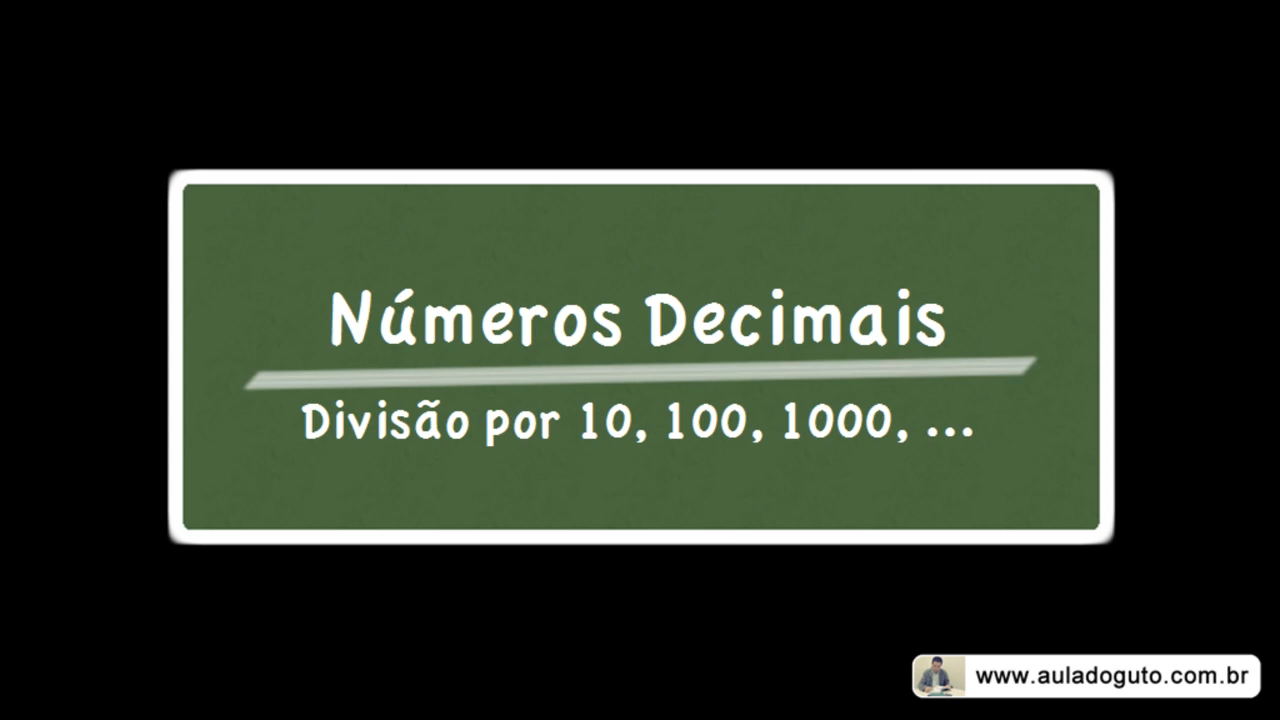 Números Decimais
Divisão por 10, 100, 1000, ...
www.auladoguto.com.br